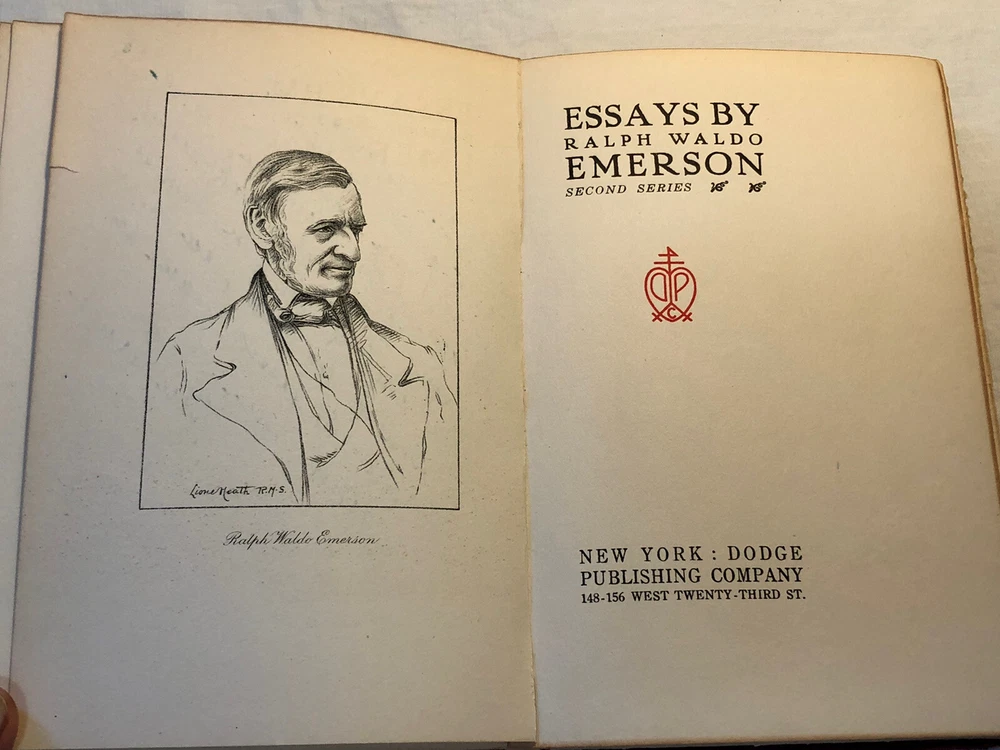 Lionel Heath R.M.S.
Ralph Waldo Emerson
ESSAYS BY
RALPH WALDO
EMERSON
SECOND SERIES
D P
C
NEW YORK : DODGE
PUBLISHING COMPANY
148-156 WEST TWENTY-THIRD ST.